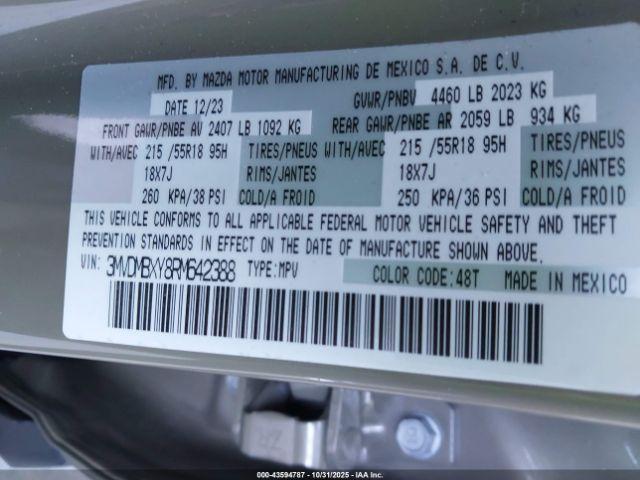 MFD. BY MAZDA MOTOR MANUFACTURING DE MEXICO S.A. DE C.V.
DATE 12/23 GVWR/PNBV 4460 LB 2023 KG
FRONT GAWR/PNBE AV 2407 LB 1092 KG REAR GAWR/PNBE AR 2059 LB 934 KG
WITH/AVEC 215 /55R18 95H TIRES/PNEUS WITH/AVEC 215 /55R18 95H TIRES/PNEUS
18X7J RIMS/JANTES 18X7J RIMS/JANTES
260 KPA/38 PSI COLD/A FROID 250 KPA/36 PSI COLD/A FROID
THIS VEHICLE CONFORMS TO ALL APPLICABLE FEDERAL MOTOR VEHICLE SAFETY AND THEFT
PREVENTION STANDARDS IN EFFECT ON THE DATE OF MANUFACTURE SHOWN ABOVE.
VIN: 3MVDMBXY8RM642388 TYPE:MPV COLOR CODE:48T MADE IN MEXICO
ZR
000-43594787 - 10/31/2025 - IAAI. COM